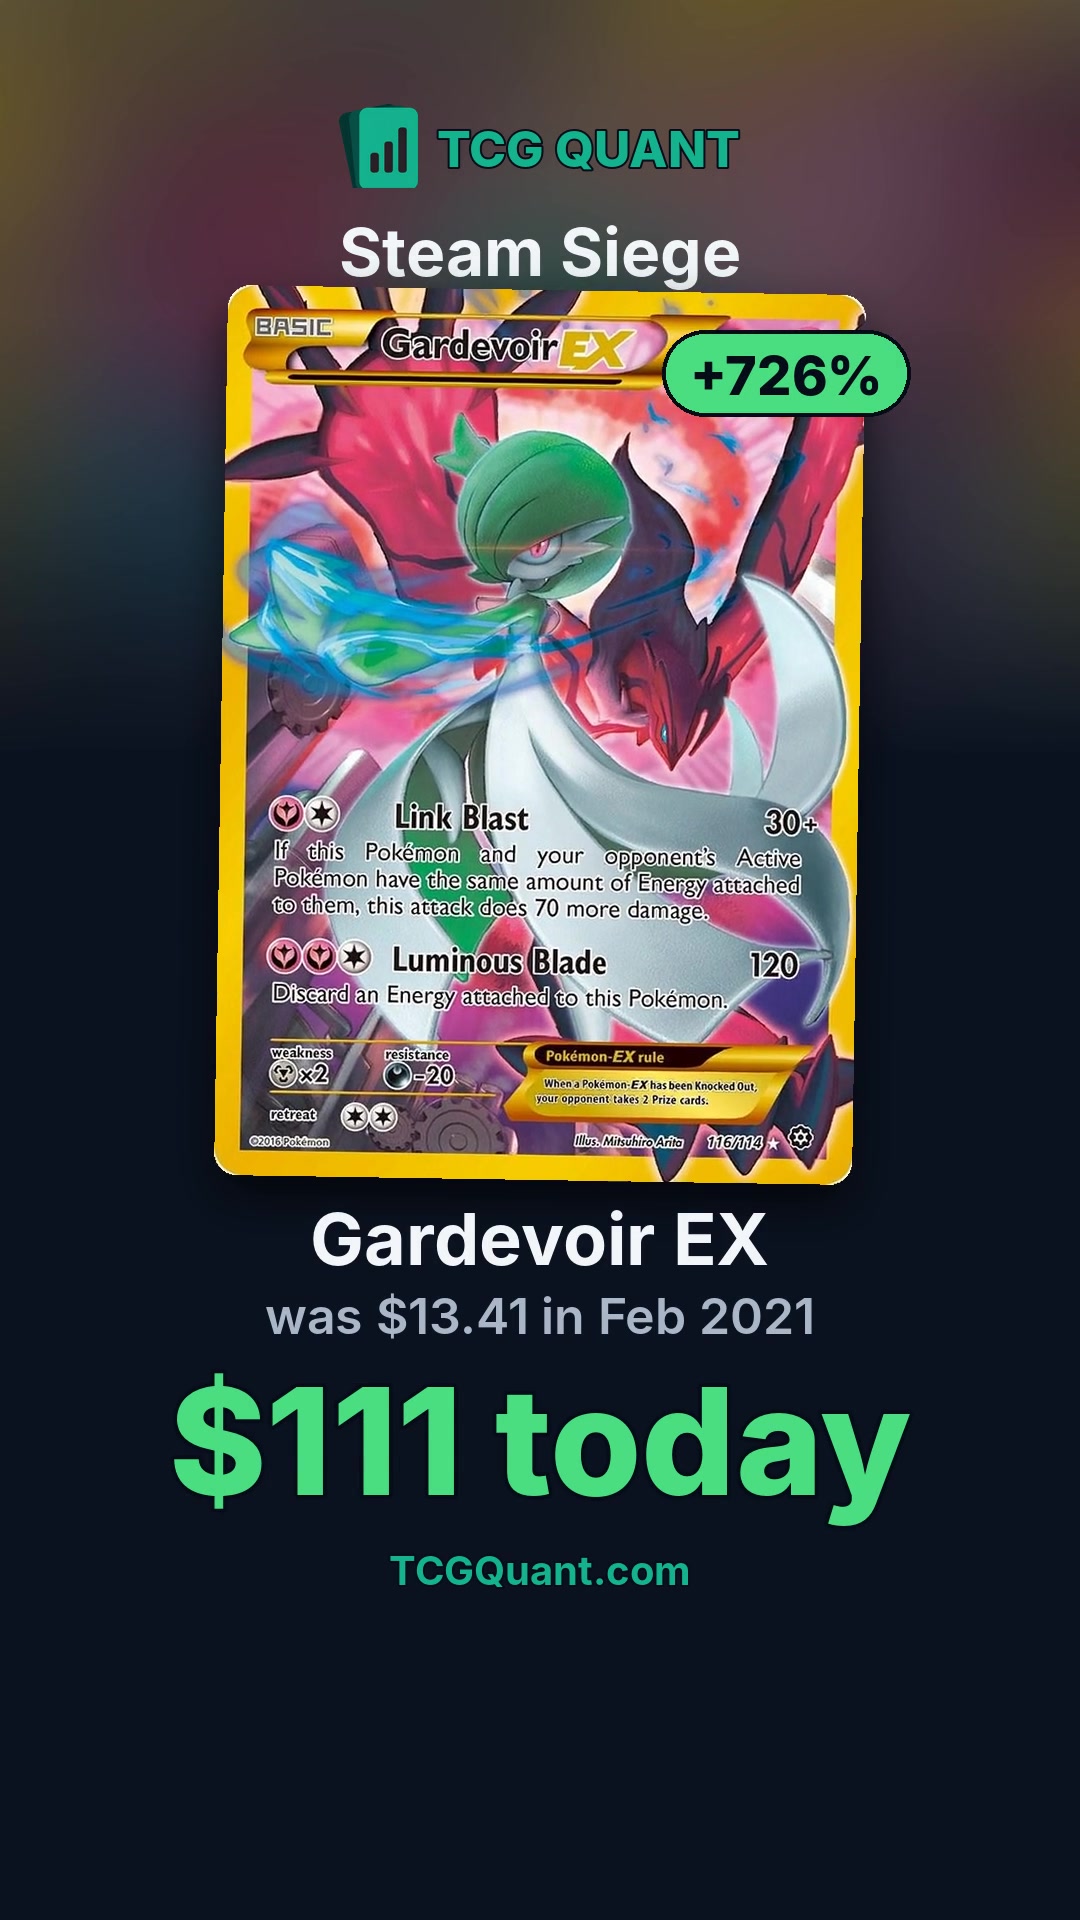 TCG QUANT
Steam Siege
BASIC
Gardevoir EX
+726%
Link Blast 30+
If this Pokémon and your opponent's Active
Pokémon have the same amount of Energy attached
to them, this attack does 70 more damage.
Luminous Blade 120
Discard an Energy attached to this Pokémon.
weakness resistance
×2 -20
Pokémon-EX rule
When a Pokémon-EX has been Knocked Out,
your opponent takes 2 Prize cards.
retreat
©2016 Pokémon Illus. Mitsuhiro Arita 116/114 ★
Gardevoir EX
was $13.41 in Feb 2021
$111 today
TCGQuant.com